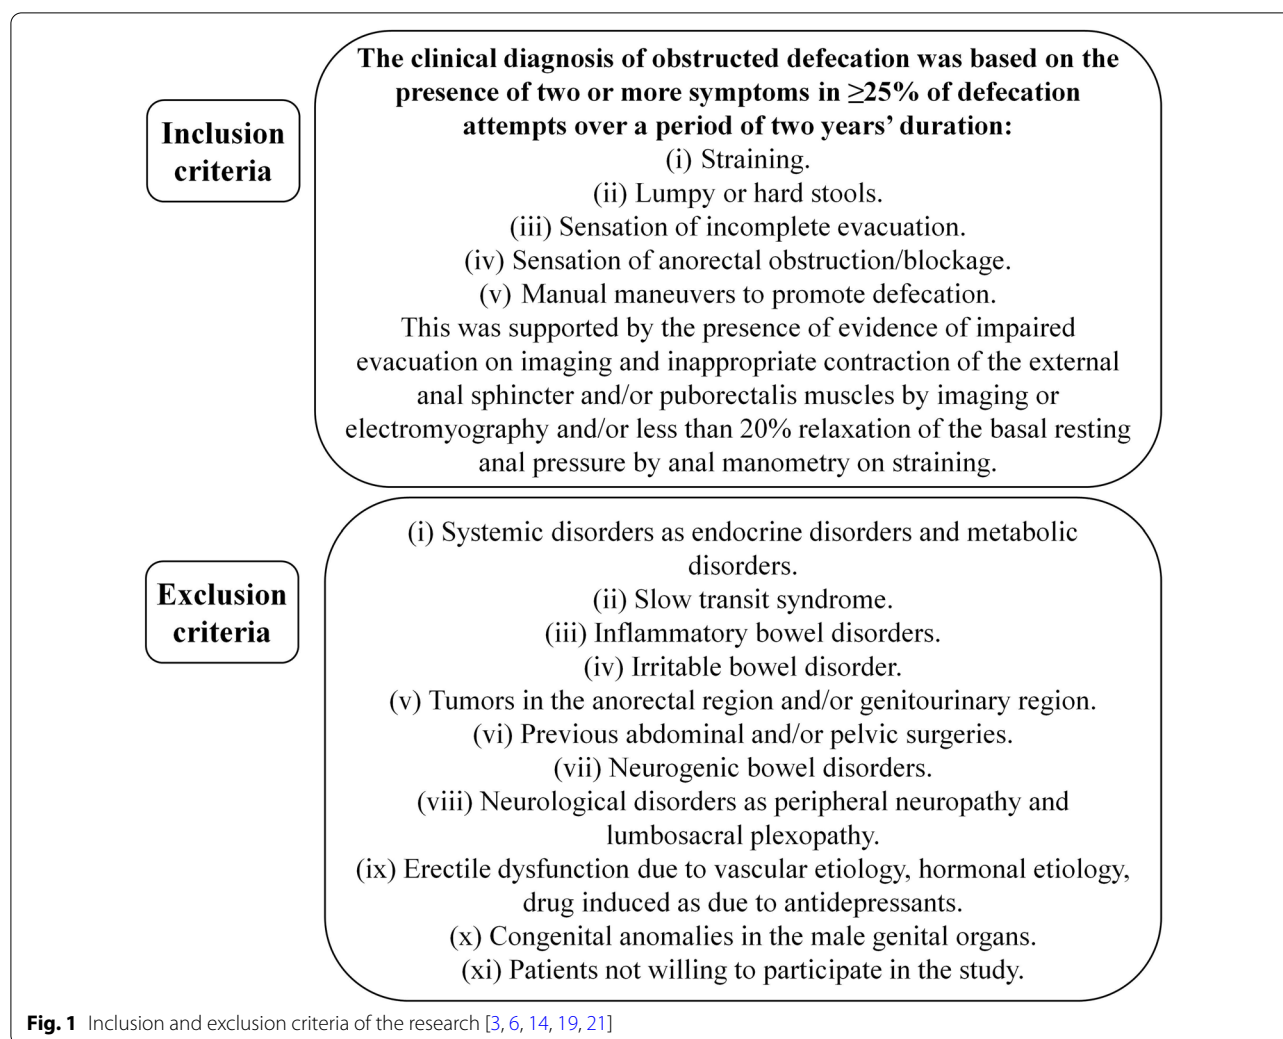 Inclusion
criteria
The clinical diagnosis of obstructed defecation was based on the
presence of two or more symptoms in ≥25% of defecation
attempts over a period of two years’ duration:
(i) Straining.
(ii) Lumpy or hard stools.
(iii) Sensation of incomplete evacuation.
(iv) Sensation of anorectal obstruction/blockage.
(v) Manual maneuvers to promote defecation.
This was supported by the presence of evidence of impaired
evacuation on imaging and inappropriate contraction of the external
anal sphincter and/or puborectalis muscles by imaging or
electromyography and/or less than 20% relaxation of the basal resting
anal pressure by anal manometry on straining.
Exclusion
criteria
(i) Systemic disorders as endocrine disorders and metabolic
disorders.
(ii) Slow transit syndrome.
(iii) Inflammatory bowel disorders.
(iv) Irritable bowel disorder.
(v) Tumors in the anorectal region and/or genitourinary region.
(vi) Previous abdominal and/or pelvic surgeries.
(vii) Neurogenic bowel disorders.
(viii) Neurological disorders as peripheral neuropathy and
lumbosacral plexopathy.
(ix) Erectile dysfunction due to vascular etiology, hormonal etiology,
drug induced as due to antidepressants.
(x) Congenital anomalies in the male genital organs.
(xi) Patients not willing to participate in the study.
Fig. 1 Inclusion and exclusion criteria of the research [3, 6, 14, 19, 21]